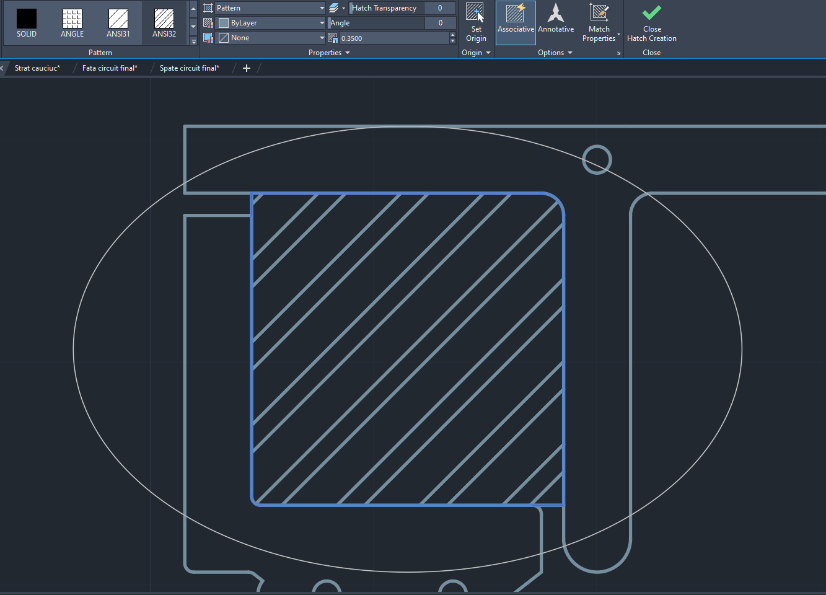 Pattern
Hatch Transparency 0
ByLayer
Angle 0
None
0.3500
SOLID
ANGLE
ANSI31
ANSI32
Set
Origin
Associative
Annotative
Match
Properties
Close
Hatch Creation
Pattern
Properties
Origin
Options
Close
Strat cauciuc*
Fata circuit final*
Spate circuit final*